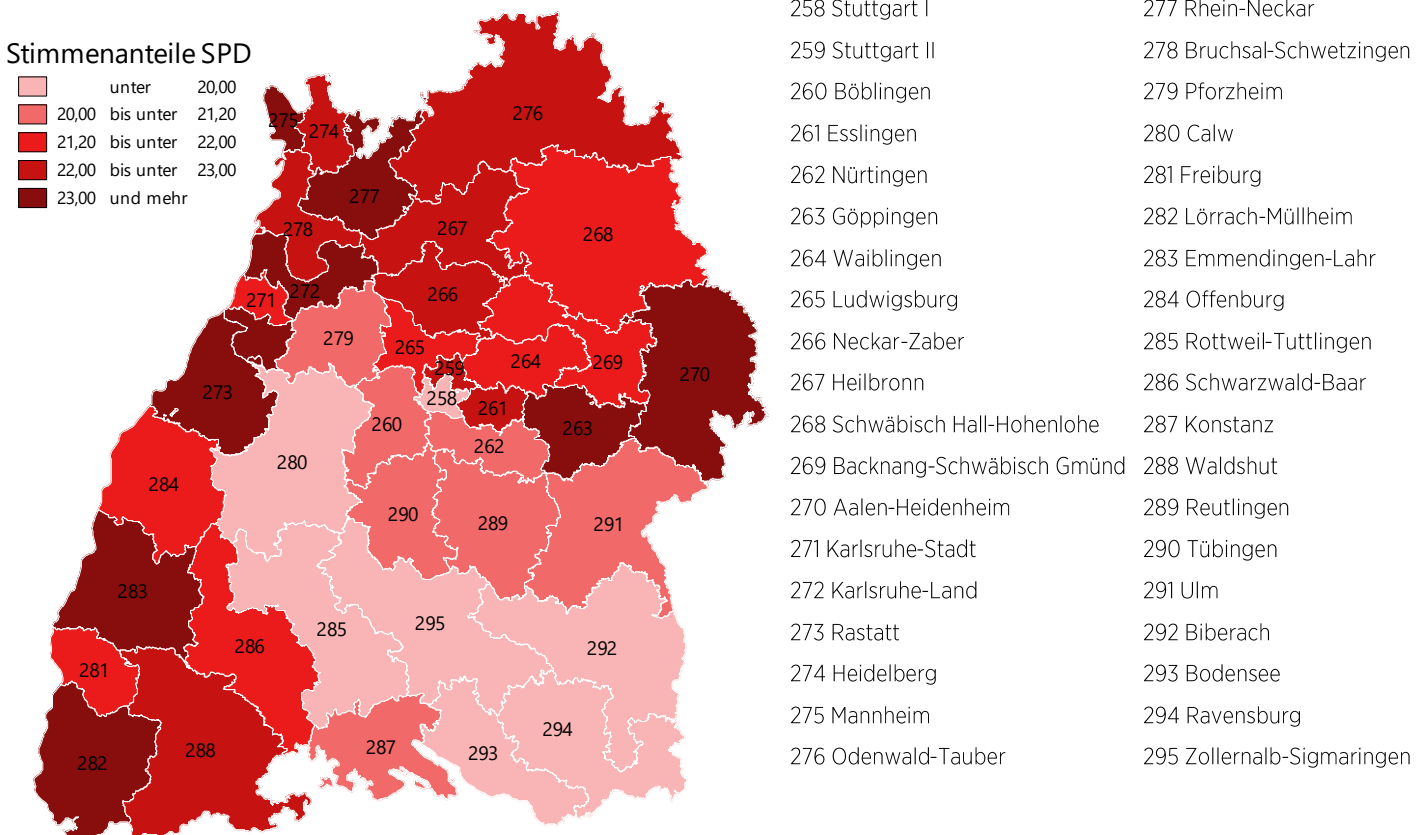 Stimmenanteile SPD
unter 20,00
20,00 bis unter 21,20
21,20 bis unter 22,00
22,00 bis unter 23,00
23,00 und mehr
276
275
274
277
278
267
268
272
271
266
279
265
259
264
269
270
273
258
261
260
263
262
280
284
290
289
291
283
285
295
292
286
281
294
282
288
287
293
258 Stuttgart I
259 Stuttgart II
260 Böblingen
261 Esslingen
262 Nürtingen
263 Göppingen
264 Waiblingen
265 Ludwigsburg
266 Neckar-Zaber
267 Heilbronn
268 Schwäbisch Hall-Hohenlohe
269 Backnang-Schwäbisch Gmünd
270 Aalen-Heidenheim
271 Karlsruhe-Stadt
272 Karlsruhe-Land
273 Rastatt
274 Heidelberg
275 Mannheim
276 Odenwald-Tauber
277 Rhein-Neckar
278 Bruchsal-Schwetzingen
279 Pforzheim
280 Calw
281 Freiburg
282 Lörrach-Müllheim
283 Emmendingen-Lahr
284 Offenburg
285 Rottweil-Tuttlingen
286 Schwarzwald-Baar
287 Konstanz
288 Waldshut
289 Reutlingen
290 Tübingen
291 Ulm
292 Biberach
293 Bodensee
294 Ravensburg
295 Zollernalb-Sigmaringen